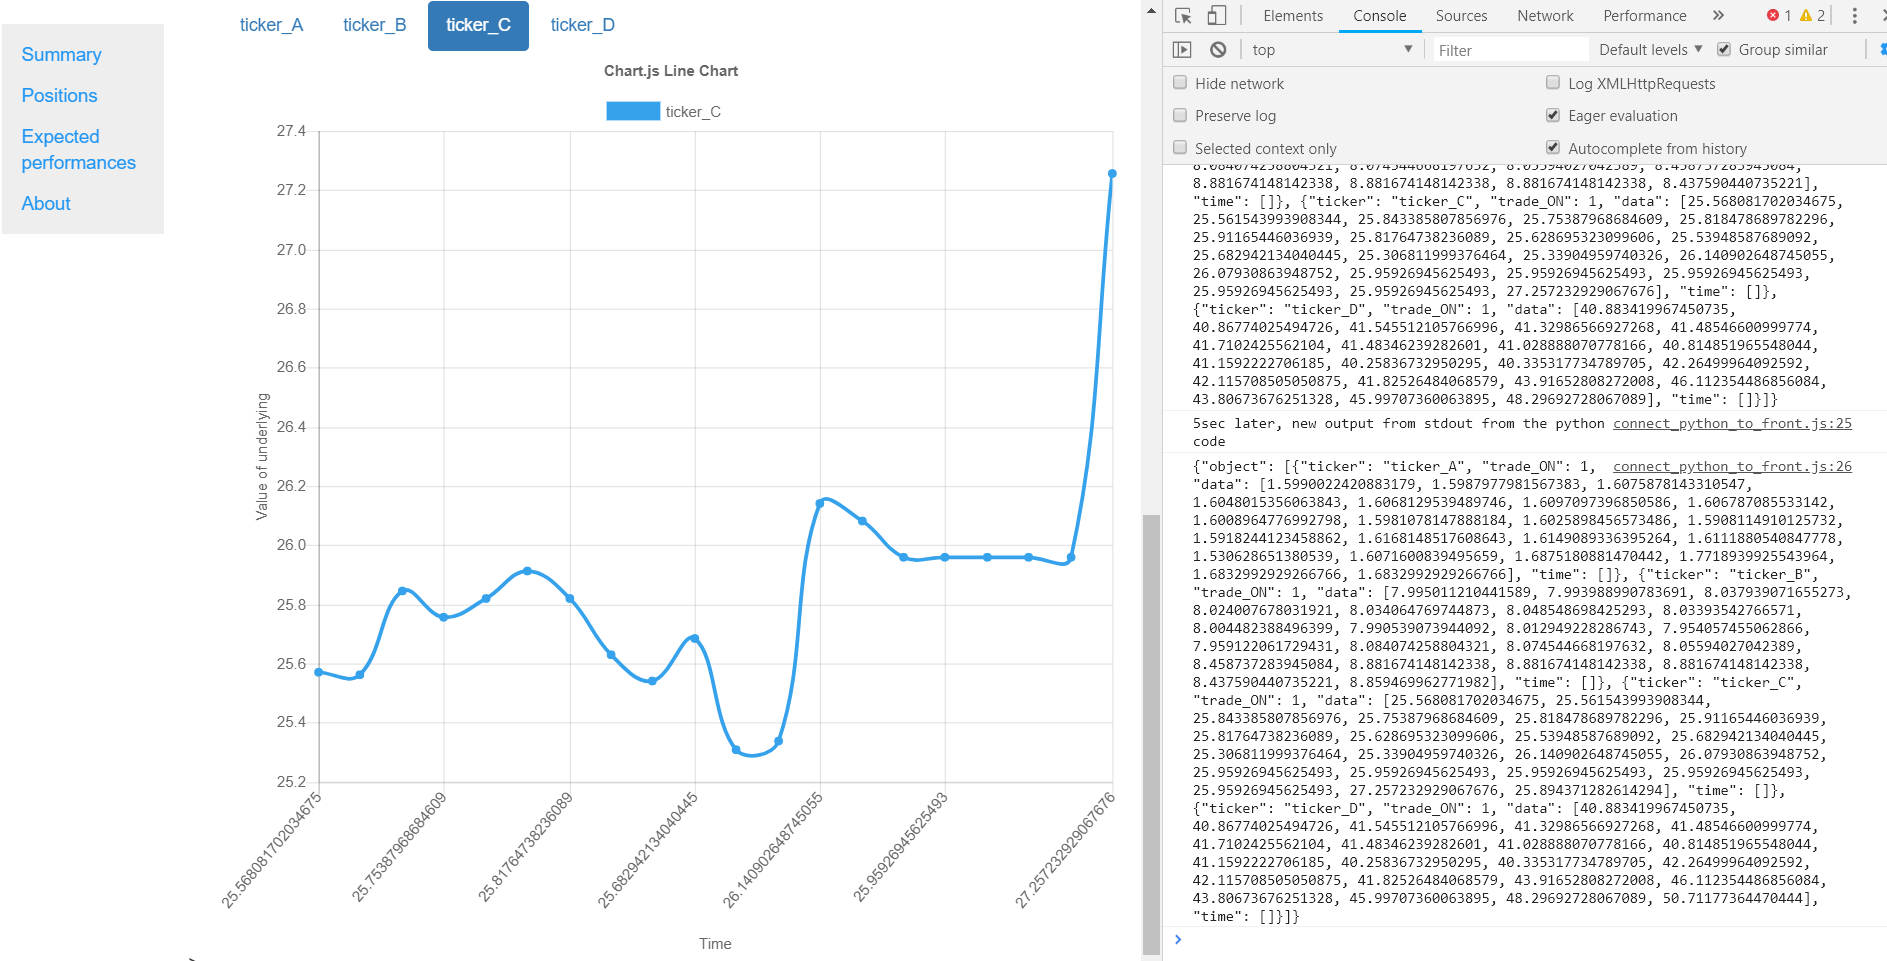 ticker_A ticker_B ticker_C ticker_D
Summary
Positions
Expected
performances
About
Chart.js Line Chart
ticker_C
27.4
27.2
27.0
26.8
26.6
26.4
26.2
26.0
25.8
25.6
25.4
25.2
Value of underlying
25.568081702034675
25.75387968684609
25.81764738236089
25.682942134040445
26.140902648745055
25.95926945625493
27.257232929067676
Time
Elements Console Sources Network Performance » 1 2
top Filter Default levels Group similar
Hide network Log XMLHttpRequests
Preserve log Eager evaluation
Selected context only Autocomplete from history
8.084074258804321, 8.074544668197632, 8.05594027042389, 8.458737283945084,
8.881674148142338, 8.881674148142338, 8.881674148142338, 8.437590440735221],
"time": []}, {"ticker": "ticker_C", "trade_ON": 1, "data": [25.568081702034675,
25.561543993908344, 25.843385807856976, 25.75387968684609, 25.818478689782296,
25.91165446036939, 25.81764738236089, 25.628695323099606, 25.53948587689092,
25.682942134040445, 25.306811999376464, 25.33904959740326, 26.140902648745055,
26.07930863948752, 25.95926945625493, 25.95926945625493, 25.95926945625493,
25.95926945625493, 25.95926945625493, 27.257232929067676], "time": []},
{"ticker": "ticker_D", "trade_ON": 1, "data": [40.883419967450735,
40.86774025494726, 41.545512105766996, 41.32986566927268, 41.48546600999774,
41.7102425562104, 41.48346239282601, 41.028888070778166, 40.814851965548044,
41.1592222706185, 40.25836732950295, 40.335317734789705, 42.26499964092592,
42.115708505050875, 41.82526484068579, 43.91652808272008, 46.112354486856084,
43.80673676251328, 45.99707360063895, 48.29692728067089], "time": []}]}
5sec later, new output from stdout from the python connect_python_to_front.js:25
code
{"object": [{"ticker": "ticker_A", "trade_ON": 1, connect_python_to_front.js:26
"data": [1.5990022420883179, 1.5987977981567383, 1.6075878143310547,
1.6048015356063843, 1.6068129539489746, 1.6097097396850586, 1.606787085533142,
1.6008964776992798, 1.5981078147888184, 1.6025898456573486, 1.5908114910125732,
1.5918244123458862, 1.6168148517608643, 1.6149089336395264, 1.6111880540847778,
1.530628651380539, 1.6071600839495659, 1.6875180881470442, 1.7718939925543964,
1.6832992929266766, 1.6832992929266766], "time": []}, {"ticker": "ticker_B",
"trade_ON": 1, "data": [7.995011210441589, 7.993988990783691, 8.037939071655273,
8.024007678031921, 8.034064769744873, 8.048548698425293, 8.03393542766571,
8.004482388496399, 7.990539073944092, 8.012949228286743, 7.954057455062866,
7.959122061729431, 8.084074258804321, 8.074544668197632, 8.05594027042389,
8.458737283945084, 8.881674148142338, 8.881674148142338, 8.881674148142338,
8.437590440735221, 8.859469962771982], "time": []}, {"ticker": "ticker_C",
"trade_ON": 1, "data": [25.568081702034675, 25.561543993908344,
25.843385807856976, 25.75387968684609, 25.818478689782296, 25.91165446036939,
25.81764738236089, 25.628695323099606, 25.53948587689092, 25.682942134040445,
25.306811999376464, 25.33904959740326, 26.140902648745055, 26.07930863948752,
25.95926945625493, 25.95926945625493, 25.95926945625493, 25.95926945625493,
25.95926945625493, 27.257232929067676, 25.894371282614294], "time": []},
{"ticker": "ticker_D", "trade_ON": 1, "data": [40.883419967450735,
40.86774025494726, 41.545512105766996, 41.32986566927268, 41.48546600999774,
41.7102425562104, 41.48346239282601, 41.028888070778166, 40.814851965548044,
41.1592222706185, 40.25836732950295, 40.335317734789705, 42.26499964092592,
42.115708505050875, 41.82526484068579, 43.91652808272008, 46.112354486856084,
43.80673676251328, 45.99707360063895, 48.29692728067089, 50.71177364470444],
"time": []}]}